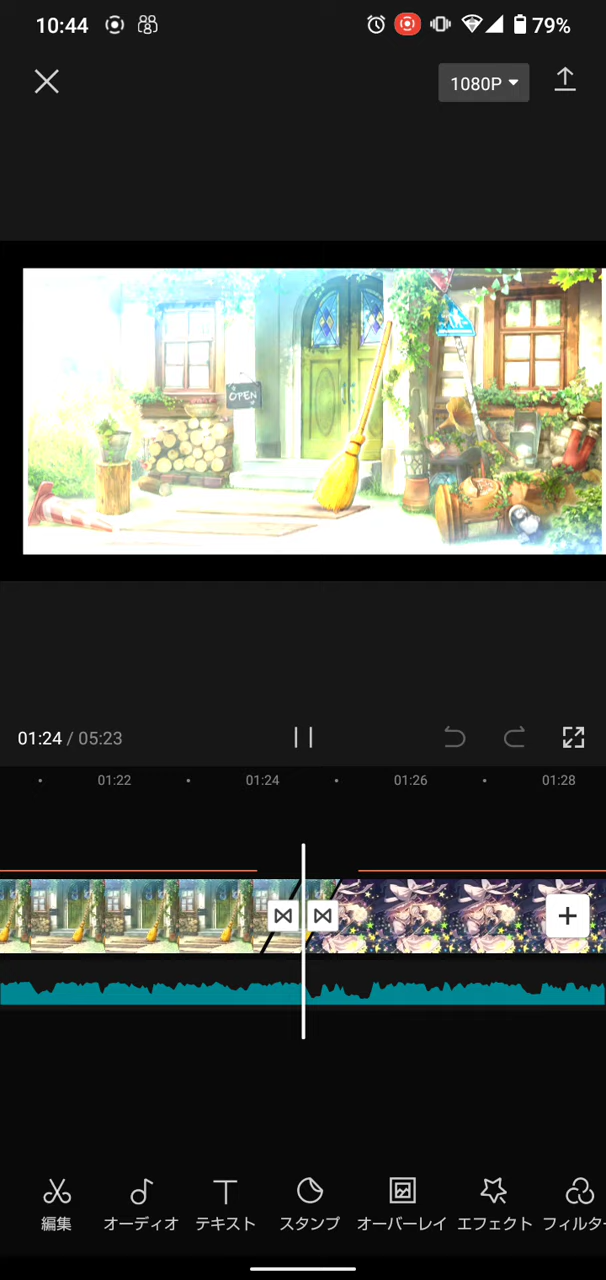 10:44
79%
1080P
OPEN
01:24 / 05:23
01:22
01:24
01:26
01:28
編集
オーディオ
テキスト
スタンプ
オーバーレイ
エフェクト
フィルター